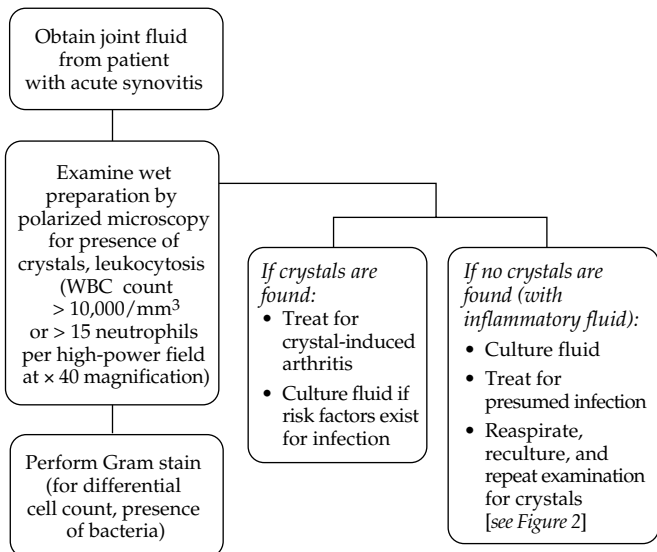 Obtain joint fluid
from patient
with acute synovitis
Examine wet
preparation by
polarized microscopy
for presence of
crystals, leukocytosis
(WBC count
> 10,000/mm³
or > 15 neutrophils
per high-power field
at × 40 magnification)
Perform Gram stain
(for differential
cell count, presence
of bacteria)
If crystals are
found:
• Treat for
crystal-induced
arthritis
• Culture fluid if
risk factors exist
for infection
If no crystals are
found (with
inflammatory fluid):
• Culture fluid
• Treat for
presumed infection
• Reaspirate,
reculture, and
repeat examination
for crystals
[see Figure 2]